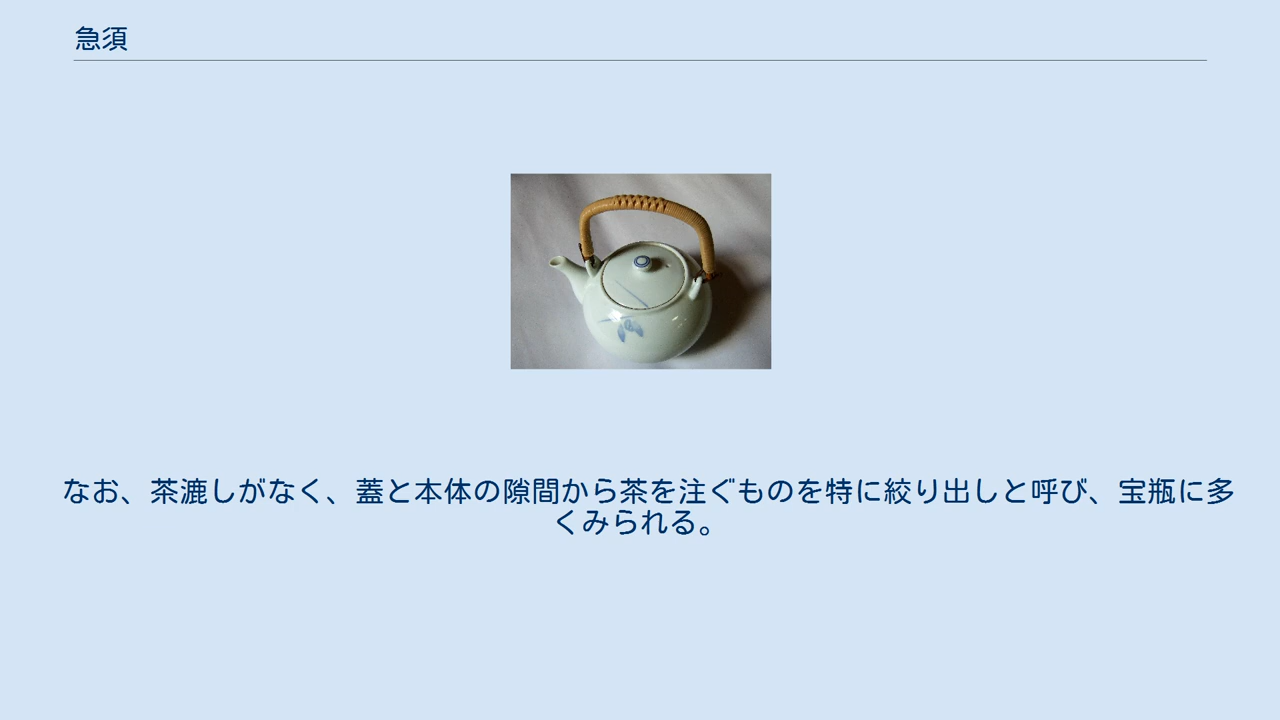 急須
なお、茶漉しがなく、蓋と本体の隙間から茶を注ぐものを特に絞り出しと呼び、宝瓶に多
くみられる。